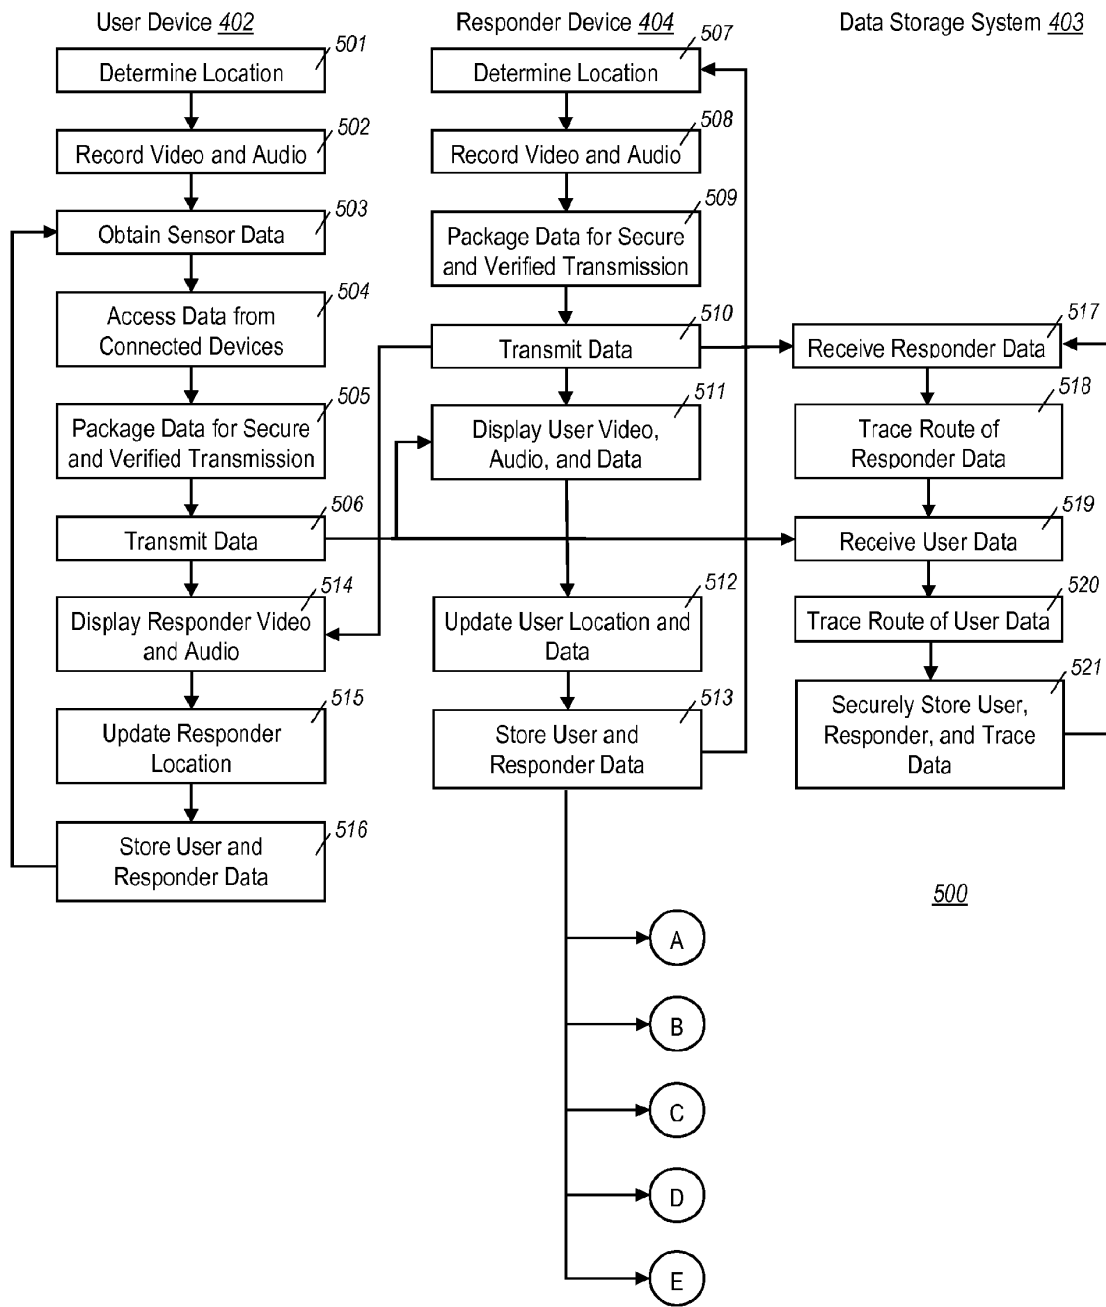 User Device 402
501
Determine Location
502
Record Video and Audio
503
Obtain Sensor Data
504
Access Data from
Connected Devices
505
Package Data for Secure
and Verified Transmission
506
Transmit Data
514
Display Responder Video
and Audio
515
Update Responder
Location
516
Store User and
Responder Data
Responder Device 404
507
Determine Location
508
Record Video and Audio
509
Package Data for Secure
and Verified Transmission
510
Transmit Data
511
Display User Video,
Audio, and Data
512
Update User Location and
Data
513
Store User and
Responder Data
A
B
C
D
E
Data Storage System 403
517
Receive Responder Data
518
Trace Route of
Responder Data
519
Receive User Data
520
Trace Route of User Data
521
Securely Store User,
Responder, and Trace
Data
500